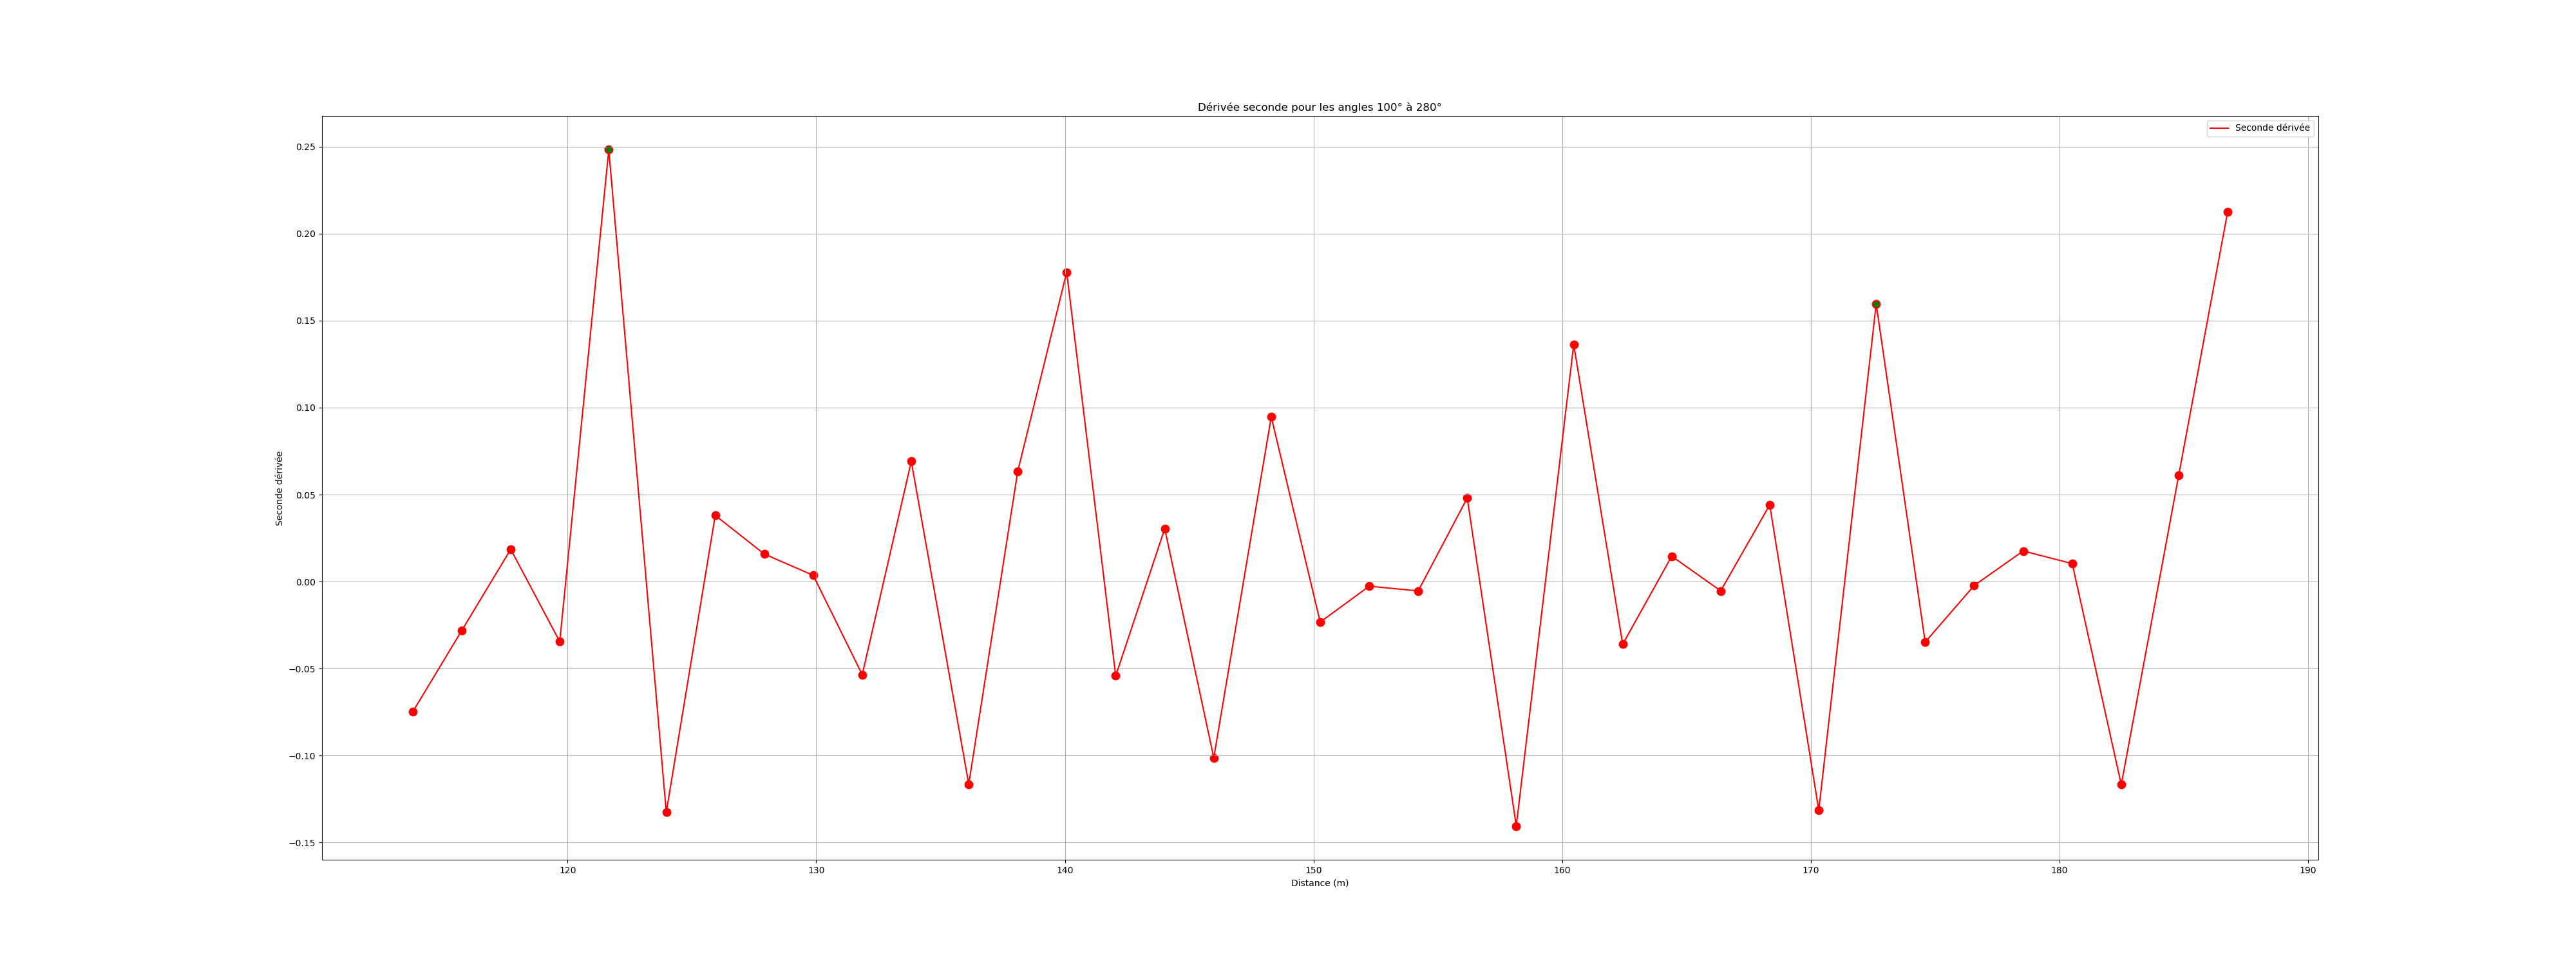 Dérivée seconde pour les angles 100° à 280°
Seconde dérivée
0.25
0.20
0.15
0.10
0.05
0.00
−0.05
−0.10
−0.15
Seconde dérivée
120 130 140 150 160 170 180 190
Distance (m)